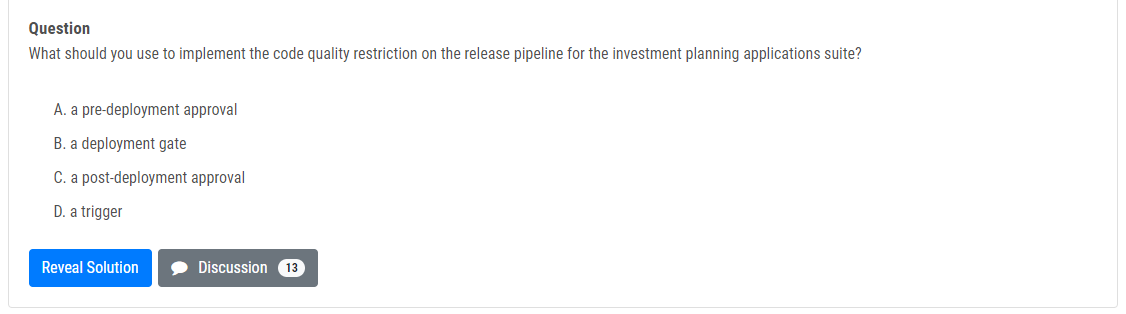 Question
What should you use to implement the code quality restriction on the release pipeline for the investment planning applications suite?
A. a pre-deployment approval
B. a deployment gate
C. a post-deployment approval
D. a trigger
Reveal Solution Discussion 13